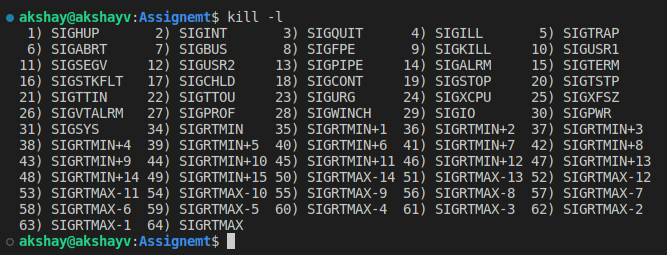 akshay@akshayv:Assignemt$ kill -l
1) SIGHUP 2) SIGINT 3) SIGQUIT 4) SIGILL 5) SIGTRAP
6) SIGABRT 7) SIGBUS 8) SIGFPE 9) SIGKILL 10) SIGUSR1
11) SIGSEGV 12) SIGUSR2 13) SIGPIPE 14) SIGALRM 15) SIGTERM
16) SIGSTKFLT 17) SIGCHLD 18) SIGCONT 19) SIGSTOP 20) SIGTSTP
21) SIGTTIN 22) SIGTTOU 23) SIGURG 24) SIGXCPU 25) SIGXFSZ
26) SIGVTALRM 27) SIGPROF 28) SIGWINCH 29) SIGIO 30) SIGPWR
31) SIGSYS 34) SIGRTMIN 35) SIGRTMIN+1 36) SIGRTMIN+2 37) SIGRTMIN+3
38) SIGRTMIN+4 39) SIGRTMIN+5 40) SIGRTMIN+6 41) SIGRTMIN+7 42) SIGRTMIN+8
43) SIGRTMIN+9 44) SIGRTMIN+10 45) SIGRTMIN+11 46) SIGRTMIN+12 47) SIGRTMIN+13
48) SIGRTMIN+14 49) SIGRTMIN+15 50) SIGRTMAX-14 51) SIGRTMAX-13 52) SIGRTMAX-12
53) SIGRTMAX-11 54) SIGRTMAX-10 55) SIGRTMAX-9 56) SIGRTMAX-8 57) SIGRTMAX-7
58) SIGRTMAX-6 59) SIGRTMAX-5 60) SIGRTMAX-4 61) SIGRTMAX-3 62) SIGRTMAX-2
63) SIGRTMAX-1 64) SIGRTMAX
akshay@akshayv:Assignemt$